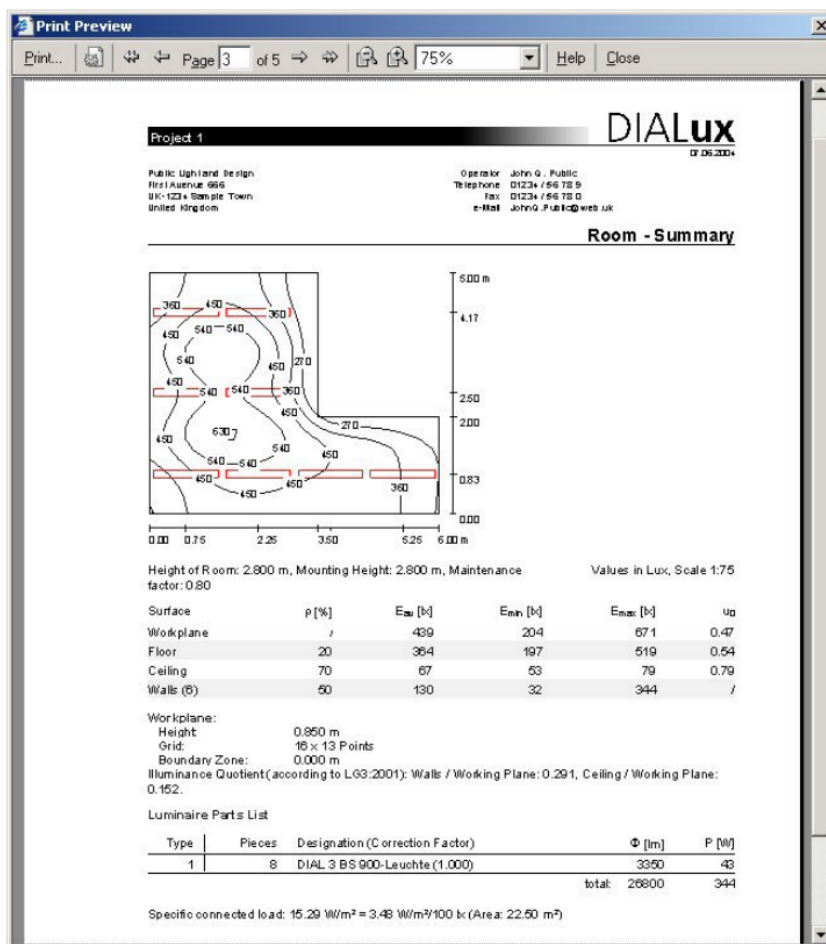 Print Preview
Print... Page 3 of 5 75% Help Close
Project 1
DIALux
07.06.2004
Public Lighland Design
First Avenue 666
UK-1234 Sample Town
United Kingdom
Operator John Q. Public
Telephone 01234 / 56 78 9
Fax 01234 / 56 78 0
e-Mail JohnQ.Public@web.uk
Room - Summary
5.00 m
360 450 360 4.17
450 540 540
540 450 270
450 540 540 360 2.50
450 2.00
270
450 630 540
540 450
540 540
450 450 450 360 0.83
0.00
0.00 0.75 2.25 3.50 5.25 6.00 m
Height of Room: 2.800 m, Mounting Height: 2.800 m, Maintenance
factor: 0.80
Values in Lux, Scale 1:75
Surface ρ [%] Eav [lx] Emin [lx] Emax [lx] u0
Workplane / 439 204 671 0.47
Floor 20 364 197 519 0.54
Ceiling 70 67 53 79 0.79
Walls (6) 50 130 32 344 /
Workplane:
Height: 0.850 m
Grid: 16 x 13 Points
Boundary Zone: 0.000 m
Illuminance Quotient (according to LG3:2001): Walls / Working Plane: 0.291, Ceiling / Working Plane:
0.152.
Luminaire Parts List
Type Pieces Designation (Correction Factor) Φ [lm] P [W]
1 8 DIAL 3 BS 900-Leuchte (1.000) 3350 43
total: 26800 344
Specific connected load: 15.29 W/m² = 3.48 W/m²/100 lx (Area: 22.50 m²)